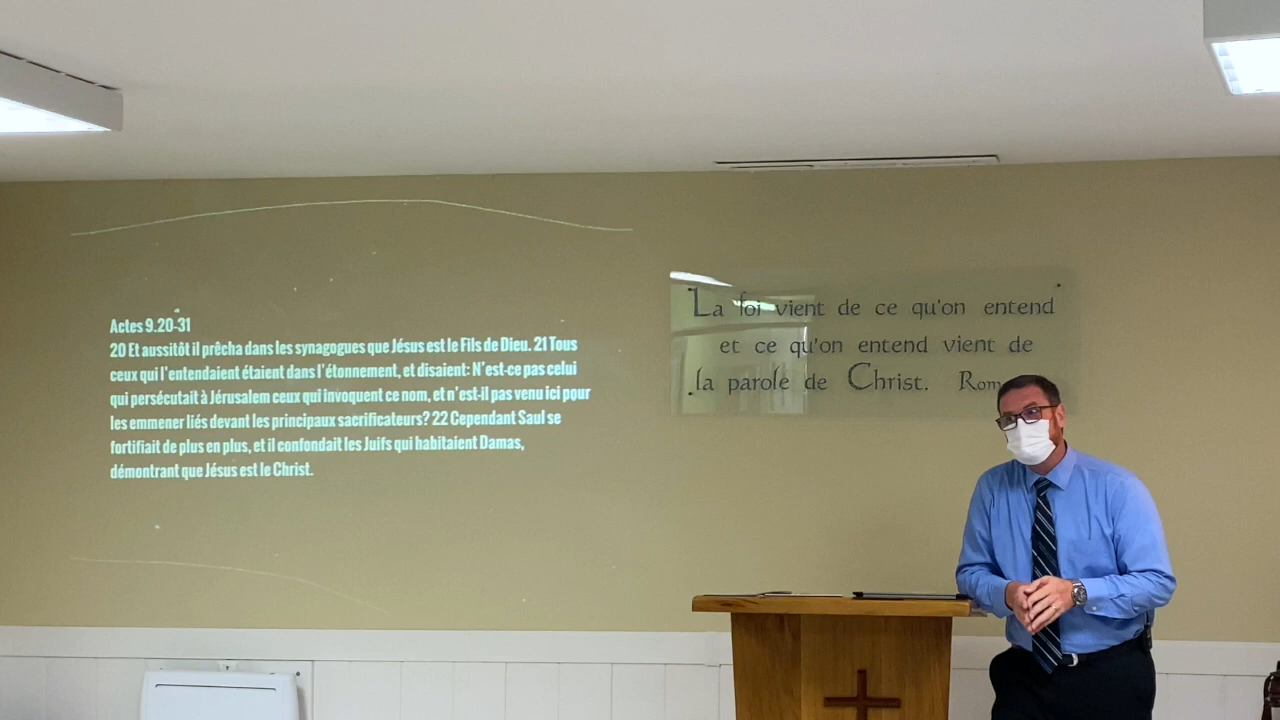 Actes 9.20-31
20 Et aussitôt il prêcha dans les synagogues que Jésus est le Fils de Dieu. 21 Tous
ceux qui l'entendaient étaient dans l'étonnement, et disaient: N'est-ce pas celui
qui persécutait à Jérusalem ceux qui invoquent ce nom, et n'est-il pas venu ici pour
les emmener liés devant les principaux sacrificateurs? 22 Cependant Saul se
fortifiait de plus en plus, et il confondait les Juifs qui habitaient Damas,
démontrant que Jésus est le Christ.
La foi vient de ce qu'on entend
et ce qu'on entend vient de
la parole de Christ. Rom